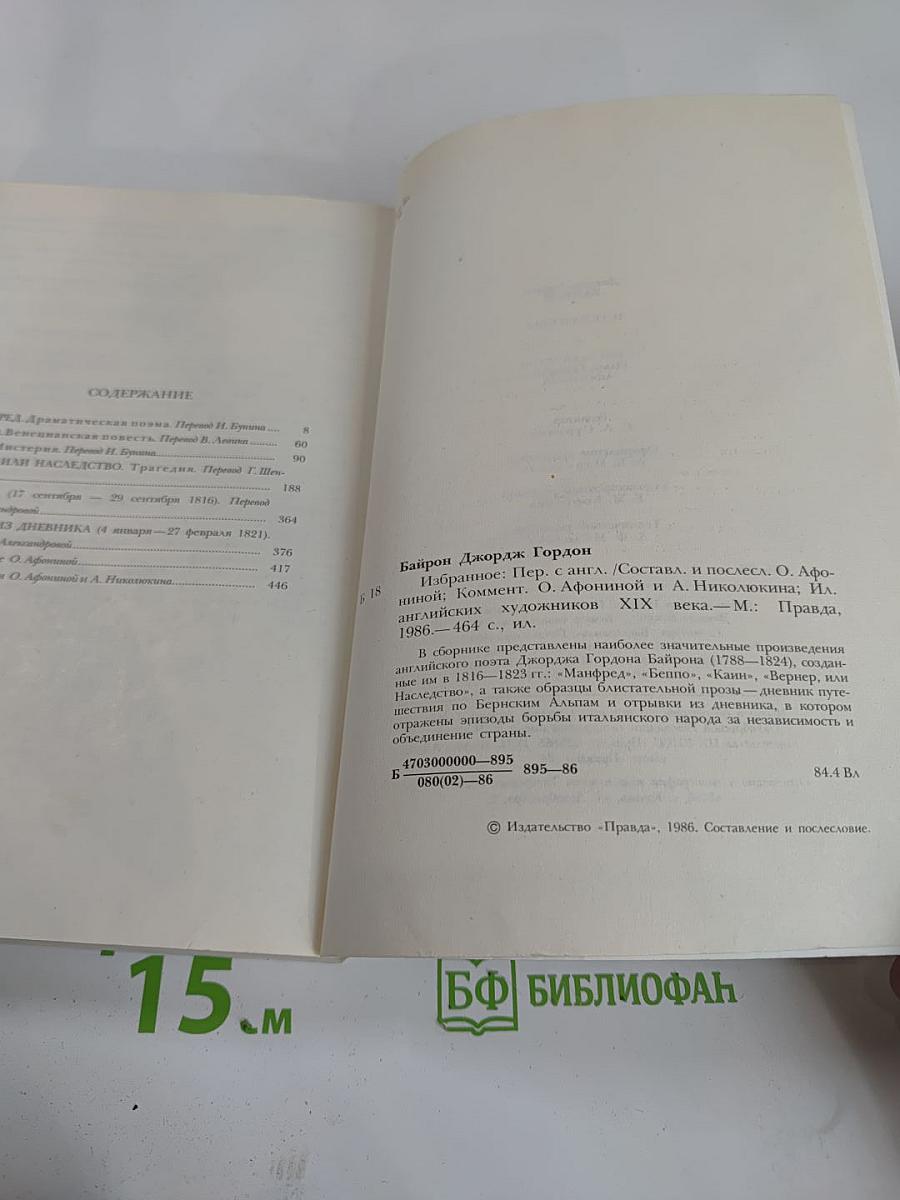 СОДЕРЖАНИЕ
РЕД. Драматическая поэма. Перевод И. Бунина .... 8
. Венецианская повесть. Перевод В. Левика ........ 60
Мистерия. Перевод И. Бунина........ 90
ИЛИ НАСЛЕДСТВО. Трагедия. Перевод Г. Шен-
........ 188
(17 сентября — 29 сентября 1816). Перевод
ндровой........ 364
ИЗ ДНЕВНИКА (4 января—27 февраля 1821).
Александровой........ 376
е О. Афониной........ 417
и О. Афониной и А. Николюкина........ 446
Байрон Джордж Гордон
Б 18 Избранное: Пер. с англ. /Составл. и послесл. О. Афо-
ниной; Коммент. О. Афониной и А. Николюкина; Ил.
английских художников XIX века.— М.: Правда,
1986.— 464 с., ил.
В сборнике представлены наиболее значительные произведения
английского поэта Джорджа Гордона Байрона (1788—1824), создан-
ные им в 1816—1823 гг.: «Манфред», «Беппо», «Каин», «Вернер, или
Наследство», а также образцы блистательной прозы — дневник путе-
шествия по Бернским Альпам и отрывки из дневника, в котором
отражены эпизоды борьбы итальянского народа за независимость и
объединение страны.
Б 4703000000—895
080(02)—86 895—86 84.4 Вл
© Издательство «Правда», 1986. Составление и послесловие.
15 см
БФ БИБЛИОФАН